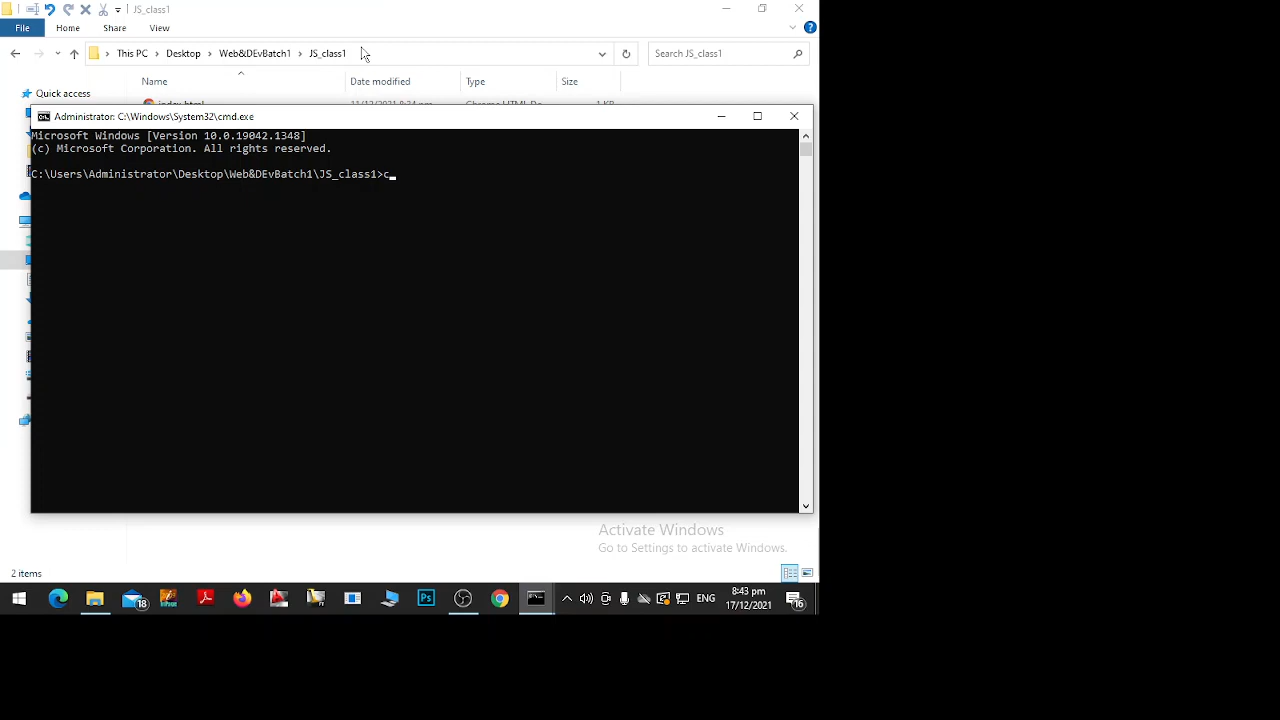 JS_class1
File Home Share View
This PC Desktop Web&DEvBatch1 JS_class1 Search JS_class1
Name Date modified Type Size
Quick access
Administrator: C:\Windows\System32\cmd.exe
Microsoft Windows [Version 10.0.19042.1348]
(c) Microsoft Corporation. All rights reserved.
C:\Users\Administrator\Desktop\Web&DEvBatch1\JS_class1>c
Activate Windows
Go to Settings to activate Windows.
2 items
18 Ps ENG 8:43 pm 16
17/12/2021